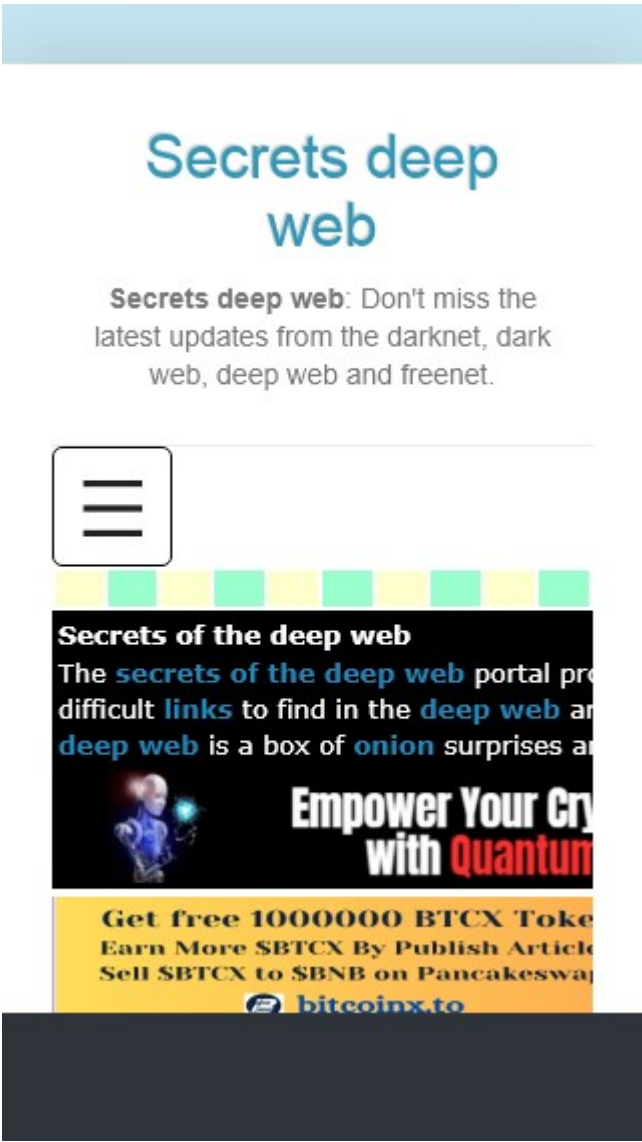 Secrets deep
web
Secrets deep web: Don't miss the
latest updates from the darknet, dark
web, deep web and freenet.
Secrets of the deep web
The secrets of the deep web portal pro
difficult links to find in the deep web ar
deep web is a box of onion surprises ar
Empower Your Cry
with Quantum
Get free 1000000 BTCX Toke
Earn More $BTCX By Publish Article
Sell $BTCX to $BNB on Pancakeswap
bitcoinx.to